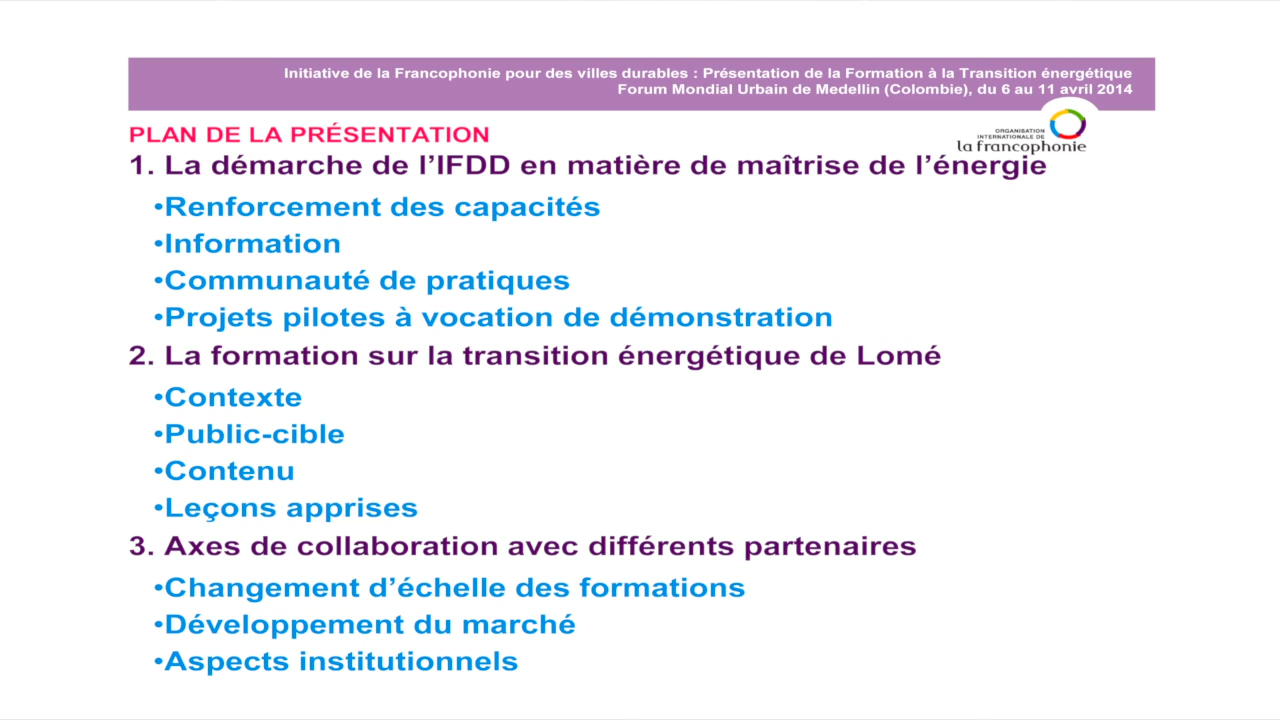 Initiative de la Francophonie pour des villes durables : Présentation de la Formation à la Transition énergétique
Forum Mondial Urbain de Medellin (Colombie), du 6 au 11 avril 2014
ORGANISATION
INTERNATIONALE DE
la francophonie
PLAN DE LA PRÉSENTATION
1. La démarche de l’IFDD en matière de maîtrise de l’énergie
•Renforcement des capacités
•Information
•Communauté de pratiques
•Projets pilotes à vocation de démonstration
2. La formation sur la transition énergétique de Lomé
•Contexte
•Public-cible
•Contenu
•Leçons apprises
3. Axes de collaboration avec différents partenaires
•Changement d’échelle des formations
•Développement du marché
•Aspects institutionnels